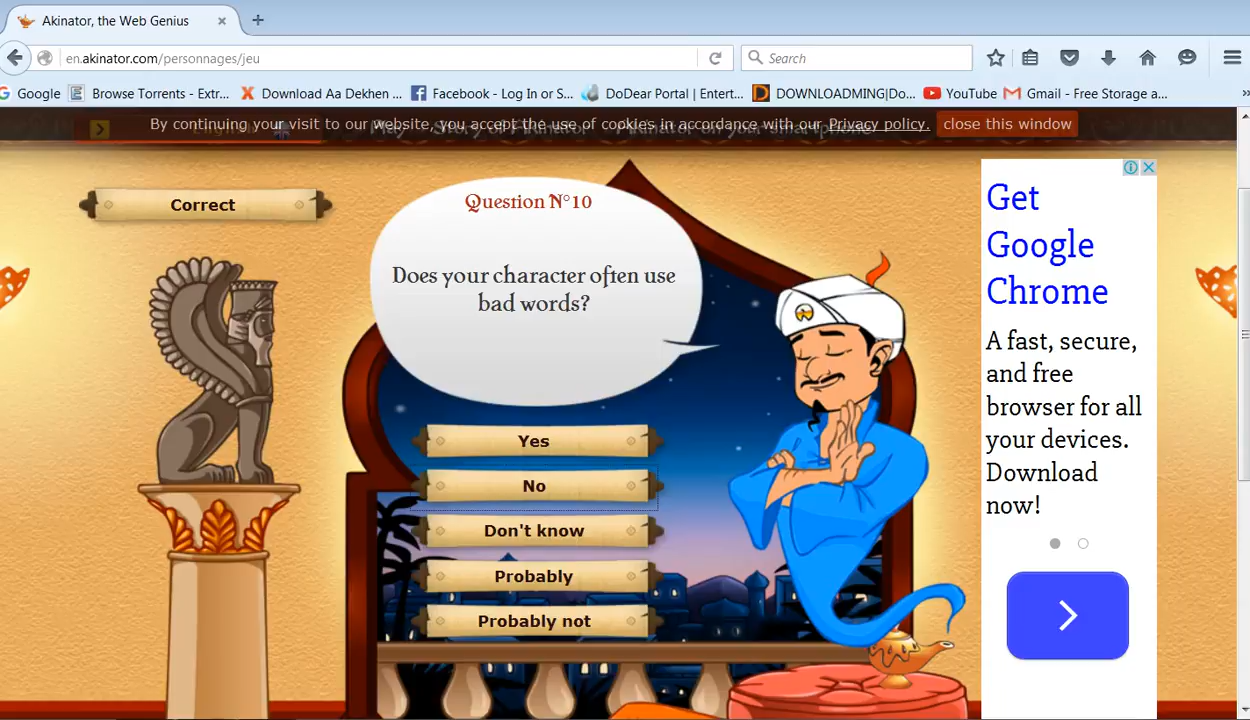 Akinator, the Web Genius
en.akinator.com/personnages/jeu
Search
Google Browse Torrents - Extr... Download Aa Dekhen ... Facebook - Log In or S... DoDear Portal | Entert... DOWNLOADMING|Do... YouTube Gmail - Free Storage a...
By continuing your visit to our website, you accept the use of cookies in accordance with our Privacy policy. close this window
Correct
Question N°10
Does your character often use
bad words?
Yes
No
Don't know
Probably
Probably not
Get
Google
Chrome
A fast, secure,
and free
browser for all
your devices.
Download
now!